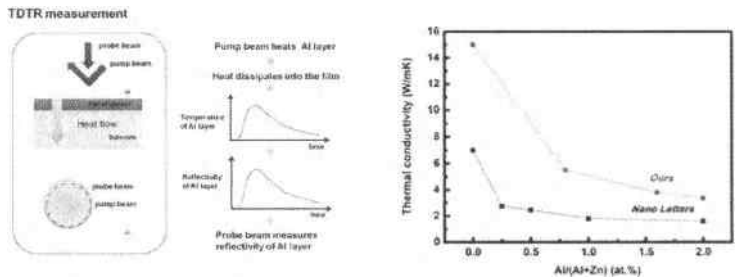 TDTR measurement
probe beam
pump beam
Heat flow
probe beam
pump beam
Pump beam heats Al layer
Heat dissipates into the film
Temperature
of Al layer
time
Reflectivity
of Al layer
time
Probe beam measures
reflectivity of Al layer
Thermal conductivity (W/mK)
16
14
12
10
8
6
4
2
0
Ours
Nano Letters
0.0
0.5
1.0
1.5
2.0
Al/(Al+Zn) (at.%)